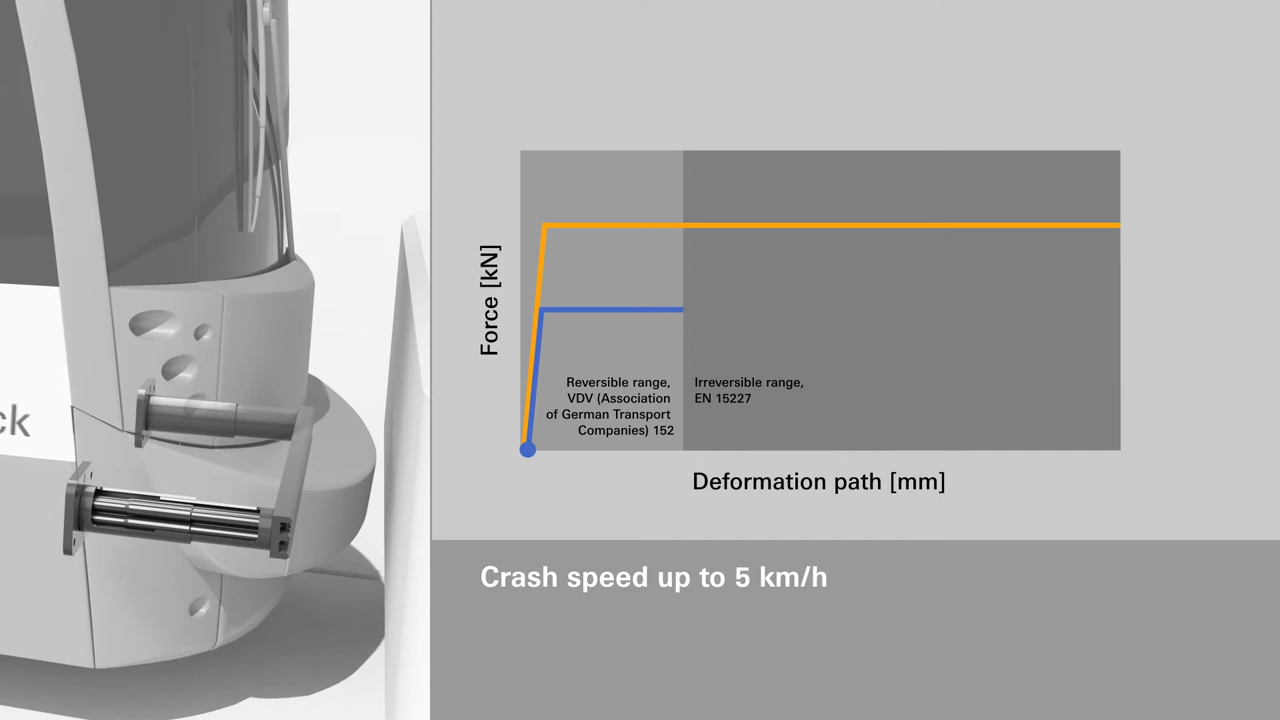 ck
Force [kN]
Reversible range,
VDV (Association
of German Transport
Companies) 152
Irreversible range,
EN 15227
Deformation path [mm]
Crash speed up to 5 km/h